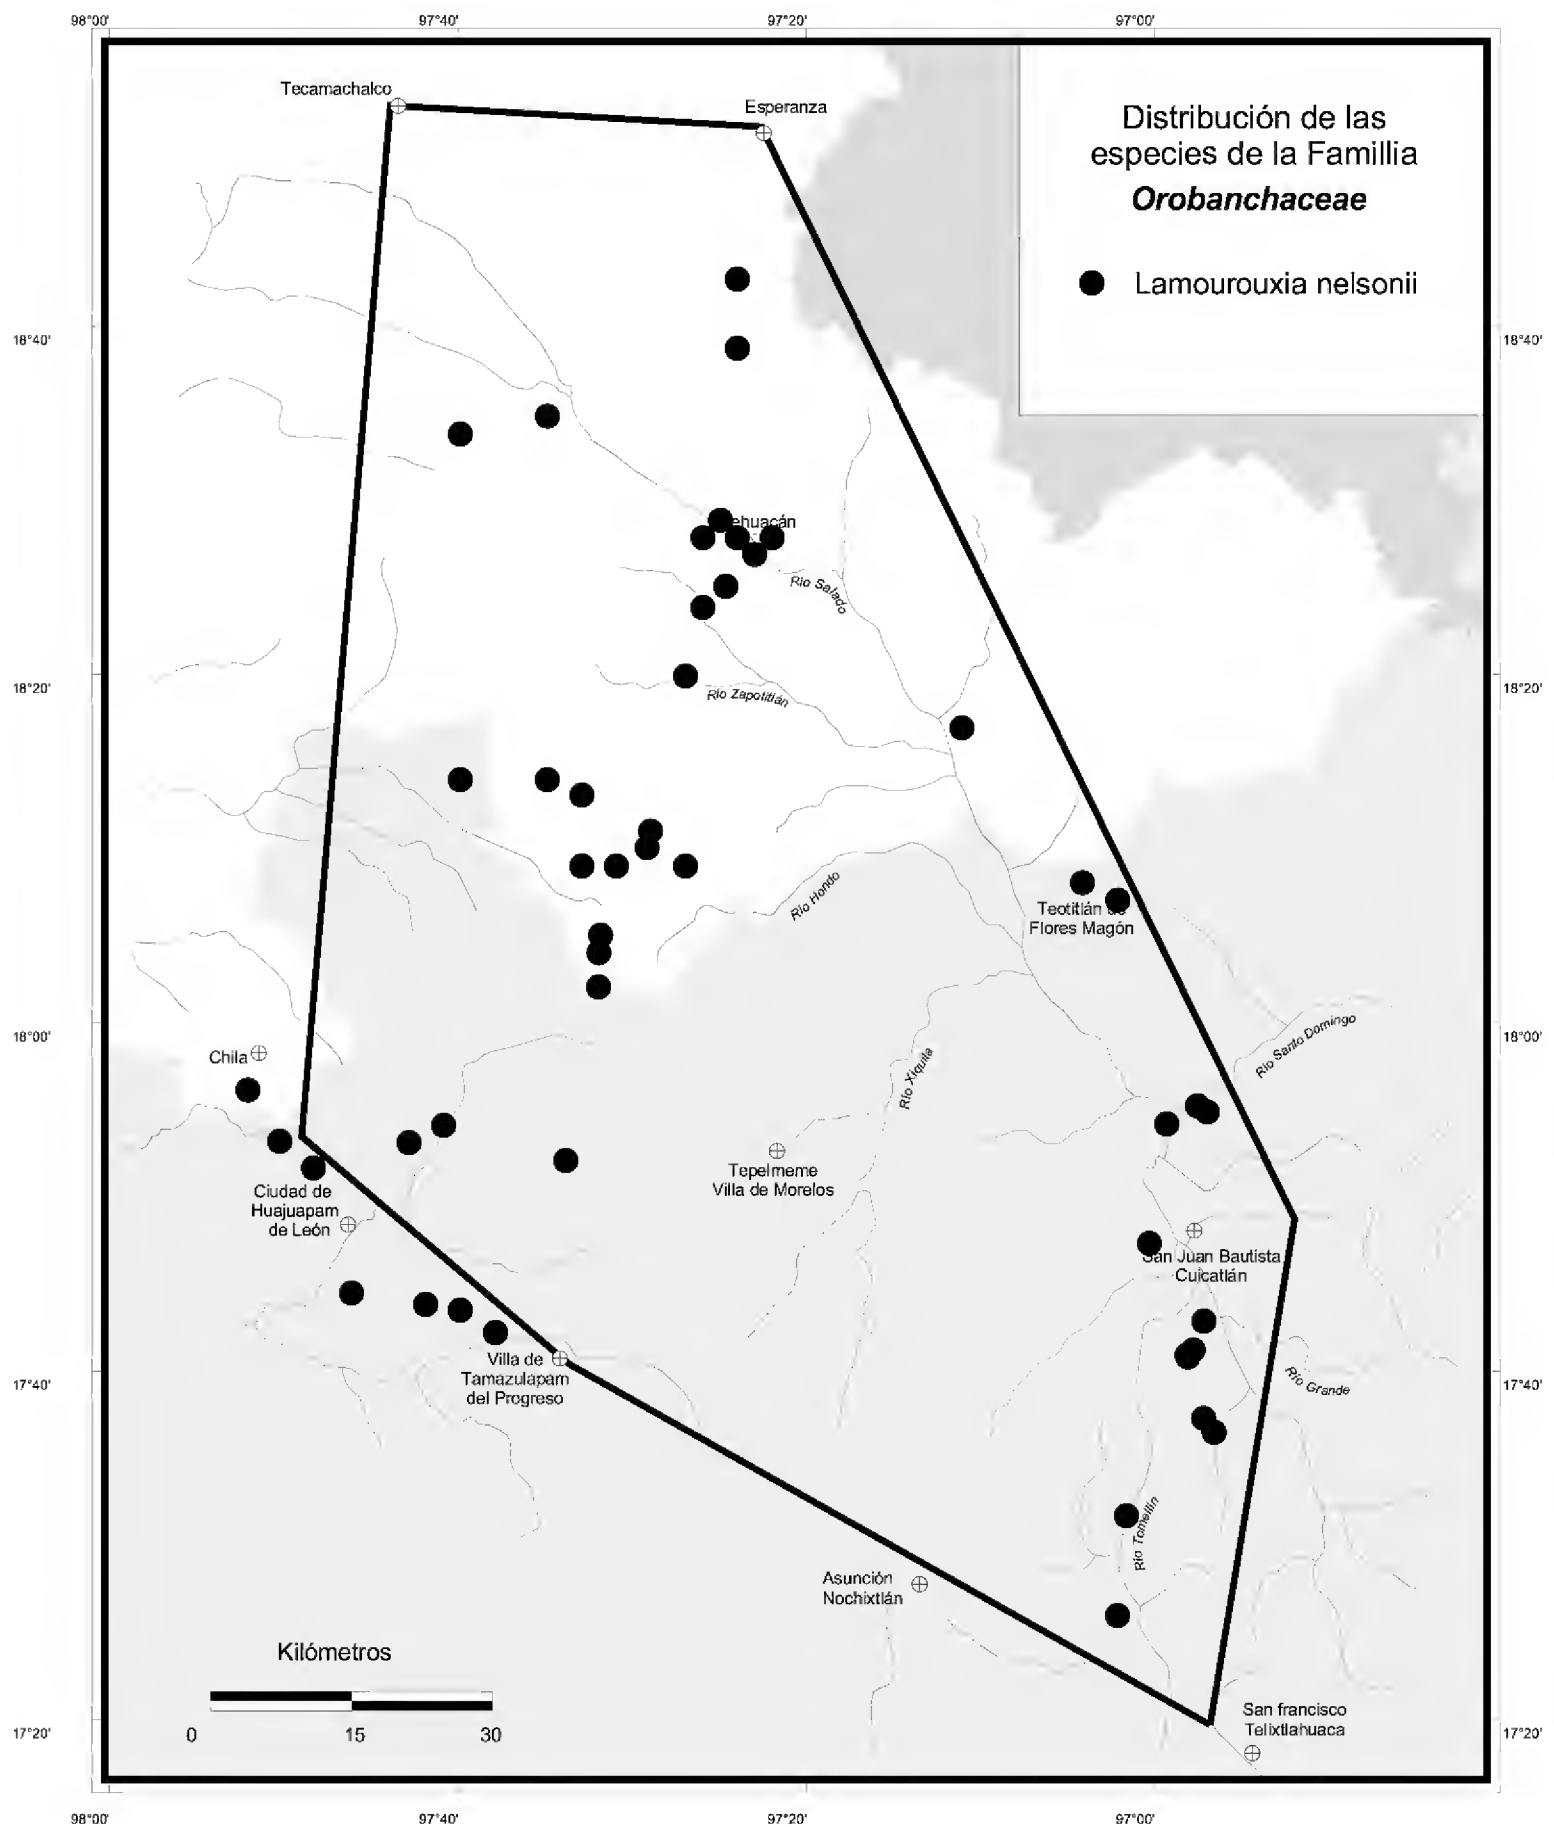 98°00'
97°40'
97°20'
97°00'
Tecamachalco
Esperanza
Distribución de las
especies de la Famillia
Orobanchaceae
Lamourouxia nelsonii
18°40'
18°40'
ehuacán
Río Salado
18°20'
18°20'
Río Zapotitlán
Río Hondo
Teotitlán de
Flores Magón
18°00'
18°00'
Chila
Río Xiquila
Río Santo Domingo
Tepelmeme
Villa de Morelos
Ciudad de
Huajuapam
de León
San Juan Bautista
Cuicatlán
Villa de
Tamazulapam
del Progreso
Río Grande
17°40'
17°40'
Río Tomellín
Asunción
Nochixtlán
Kilómetros
0 15 30
San francisco
Telixtlahuaca
17°20'
17°20'
98°00'
97°40'
97°20'
97°00'